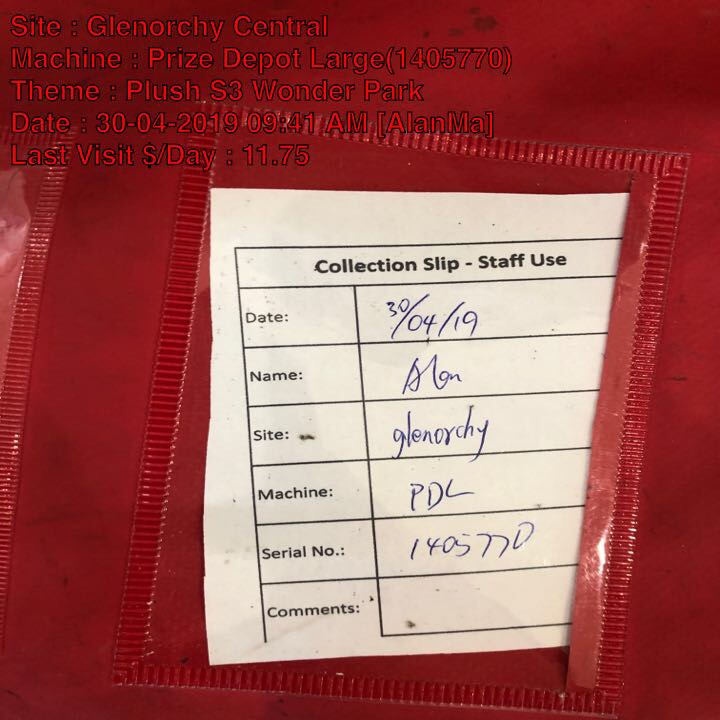 Site : Glenorchy Central
Machine : Prize Depot Large(1405770)
Theme : Plush S3 Wonder Park
Date : 30-04-2019 09:41 AM [AlanMa]
Last Visit $/Day : 11.75
Collection Slip - Staff Use
Date: 30/04/19
Name: Alan
Site: glenorchy
Machine: PDL
Serial No.: 1405770
Comments: